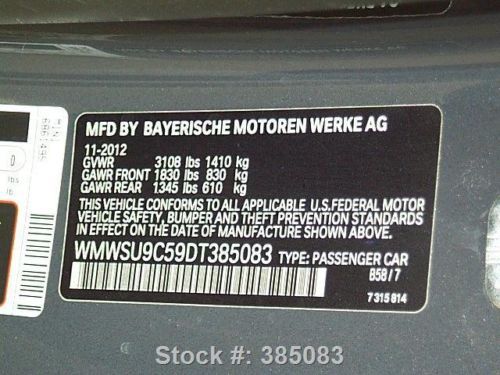 MFD BY BAYERISCHE MOTOREN WERKE AG
11-2012
GVWR 3108 lbs 1410 kg
GAWR FRONT 1830 lbs 830 kg
GAWR REAR 1345 lbs 610 kg
THIS VEHICLE CONFORMS TO ALL APPLICABLE U.S.FEDERAL MOTOR
VEHICLE SAFETY, BUMPER AND THEFT PREVENTION STANDARDS
IN EFFECT ON THE DATE OF MANUFACTURE SHOWN ABOVE.
WMWSU9C59DT385083 TYPE: PASSENGER CAR
B58/7
7315814
Stock #: 385083